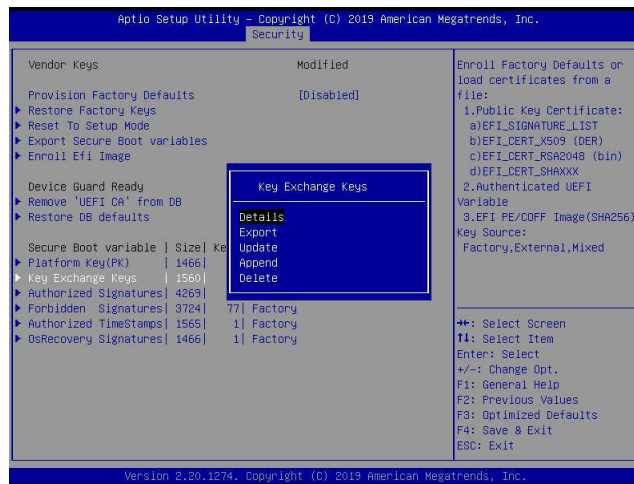 Aptio Setup Utility – Copyright (C) 2019 American Megatrends, Inc.
Security
Vendor Keys Modified
Provision Factory Defaults [Disabled]
Restore Factory Keys
Reset To Setup Mode
Export Secure Boot variables
Enroll Efi Image
Device Guard Ready
Remove 'UEFI CA' from DB
Restore DB defaults
Secure Boot variable | Size| Ke
Platform Key(PK) | 1466|
Key Exchange Keys | 1560|
Authorized Signatures| 4269|
Forbidden Signatures| 3724| 77| Factory
Authorized TimeStamps| 1565| 1| Factory
OsRecovery Signatures| 1466| 1| Factory
Key Exchange Keys
Details
Export
Update
Append
Delete
Enroll Factory Defaults or
load certificates from a
file:
1.Public Key Certificate:
a)EFI_SIGNATURE_LIST
b)EFI_CERT_X509 (DER)
c)EFI_CERT_RSA2048 (bin)
d)EFI_CERT_SHAXXX
2.Authenticated UEFI
Variable
3.EFI PE/COFF Image(SHA256)
Key Source:
Factory,External,Mixed
→←: Select Screen
↑↓: Select Item
Enter: Select
+/-: Change Opt.
F1: General Help
F2: Previous Values
F3: Optimized Defaults
F4: Save & Exit
ESC: Exit
Version 2.20.1274. Copyright (C) 2019 American Megatrends, Inc.